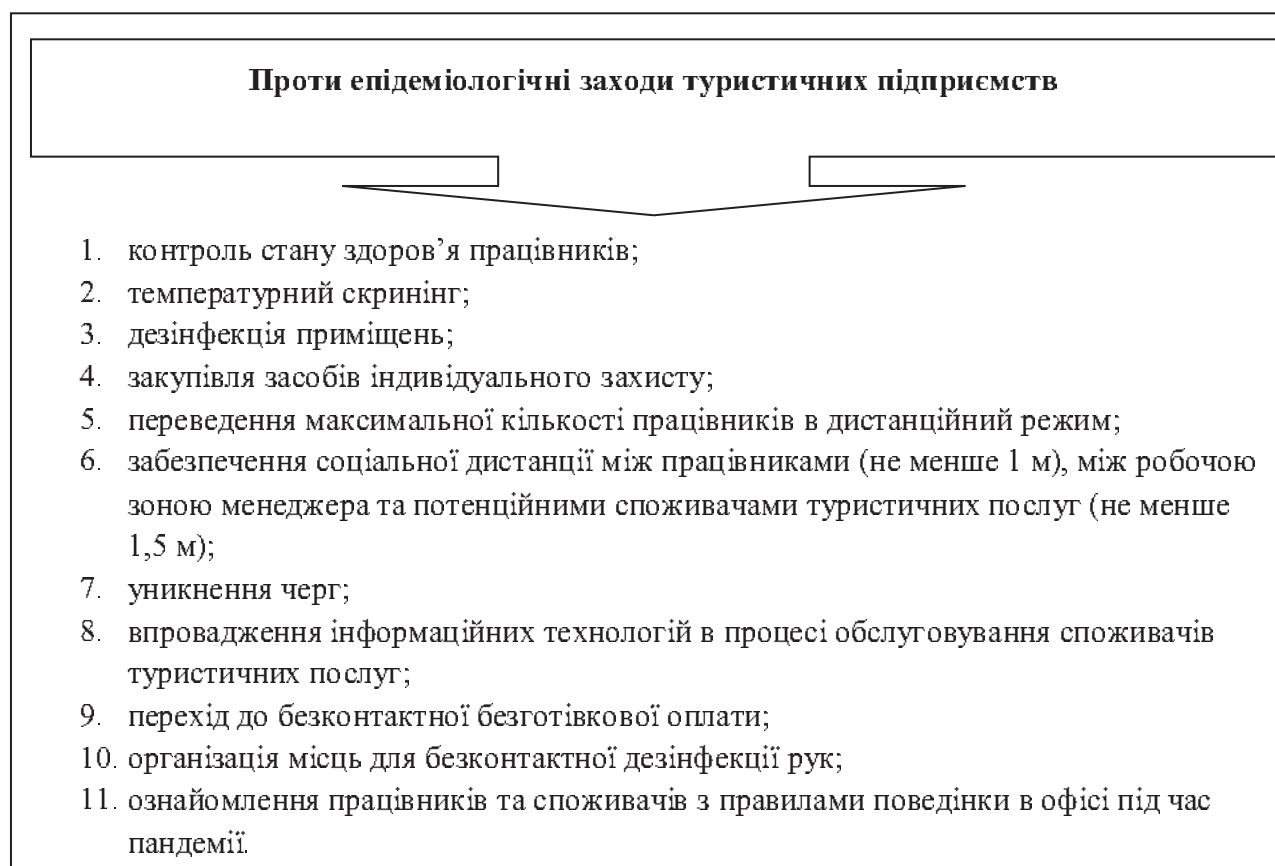 Проти епідеміологічні заходи туристичних підприємств
1. контроль стану здоров’я працівників;
2. температурний скринінг;
3. дезінфекція приміщень;
4. закупівля засобів індивідуального захисту;
5. переведення максимальної кількості працівників в дистанційний режим;
6. забезпечення соціальної дистанції між працівниками (не менше 1 м), між робочою
зоною менеджера та потенційними споживачами туристичних послуг (не менше
1,5 м);
7. уникнення черг;
8. впровадження інформаційних технологій в процесі обслуговування споживачів
туристичних послуг;
9. перехід до безконтактної безготівкової оплати;
10. організація місць для безконтактної дезінфекції рук;
11. ознайомлення працівників та споживачів з правилами поведінки в офісі під час
пандемії.